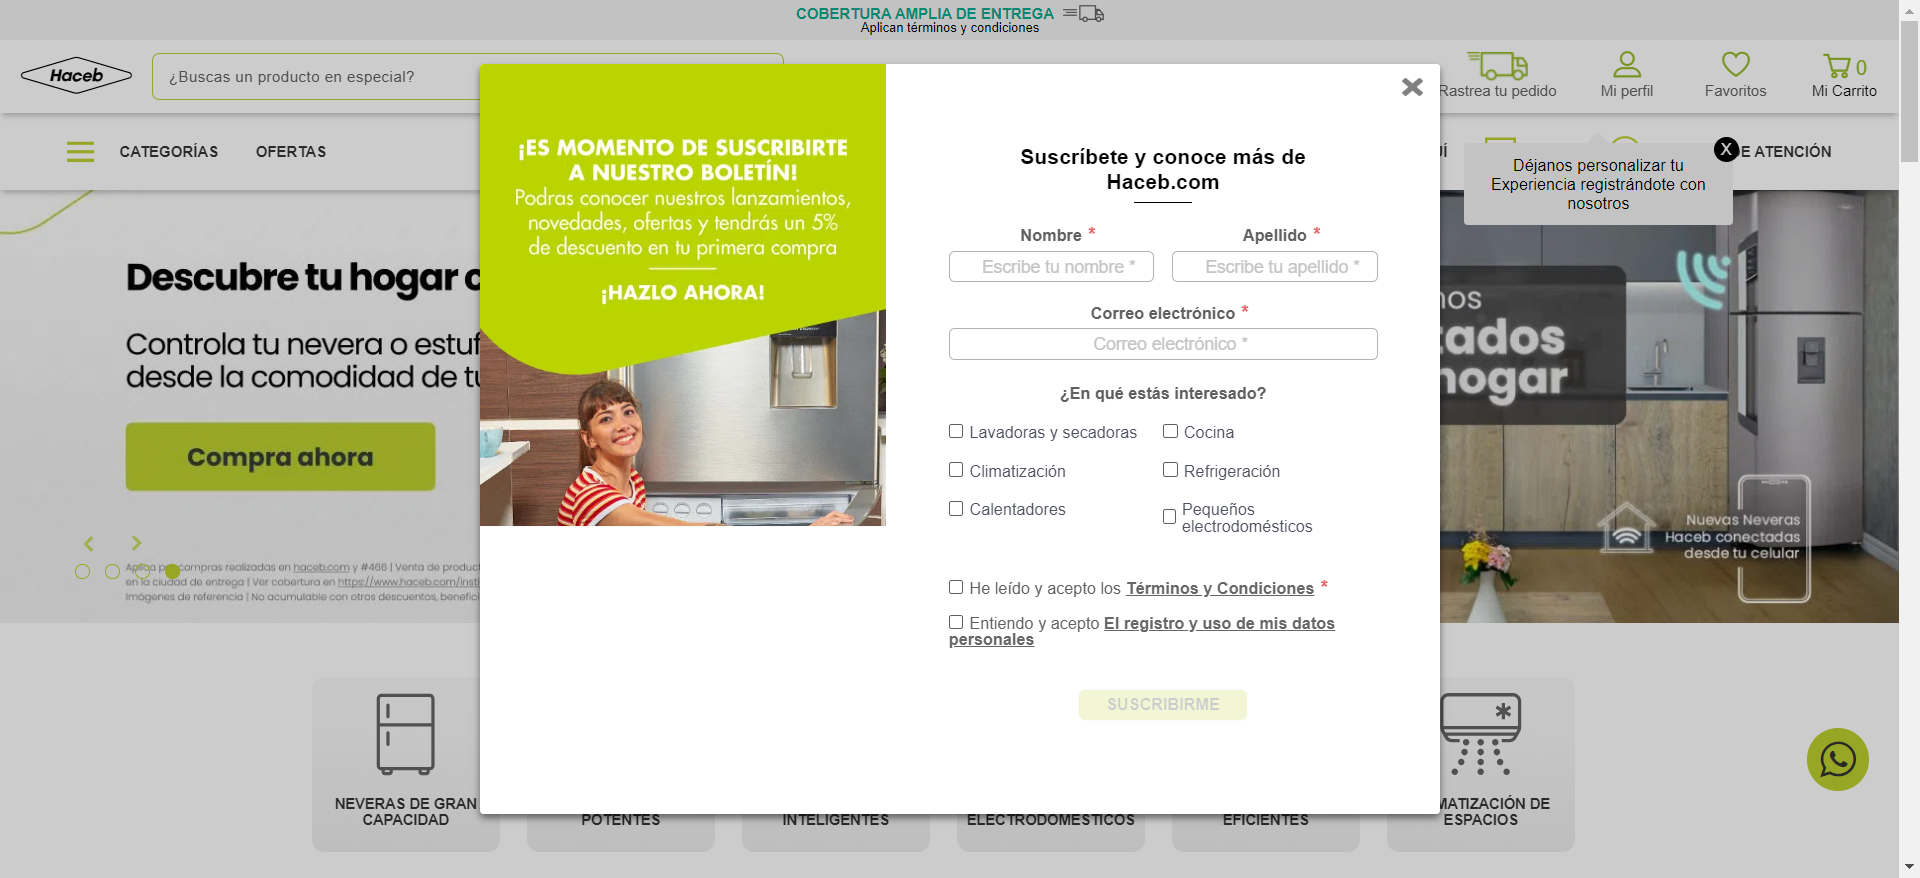 COBERTURA AMPLIA DE ENTREGA
Aplican términos y condiciones
Haceb
¿Buscas un producto en especial?
Rastrea tu pedido
Mi perfil
Favoritos
0
Mi Carrito
CATEGORÍAS
OFERTAS
E ATENCIÓN
X
Déjanos personalizar tu
Experiencia registrándote con
nosotros
¡ES MOMENTO DE SUSCRIBIRTE
A NUESTRO BOLETÍN!
Podras conocer nuestros lanzamientos,
novedades, ofertas y tendrás un 5%
de descuento en tu primera compra
¡HAZLO AHORA!
Suscríbete y conoce más de
Haceb.com
Nombre *
Apellido *
Escribe tu nombre *
Escribe tu apellido *
Correo electrónico *
Correo electrónico *
¿En qué estás interesado?
Lavadoras y secadoras
Cocina
Climatización
Refrigeración
Calentadores
Pequeños
electrodomésticos
He leído y acepto los Términos y Condiciones *
Entiendo y acepto El registro y uso de mis datos
personales
SUSCRIBIRME
Descubre tu hogar
Controla tu nevera o
desde la comodidad de
Compra ahora
compras realizadas en haceb.com y #466 | Venta de
en la ciudad de entrega | Ver cobertura en https://www.haceb.com/
Imágenes de referencia | No acumulable con otros descuentos,
nos
tados
hogar
Nuevas Neveras
Haceb conectadas
desde tu celular
NEVERAS DE GRAN
CAPACIDAD
POTENTES
INTELIGENTES
ELECTRODOMÉSTICOS
EFICIENTES
MATIZACIÓN DE
ESPACIOS